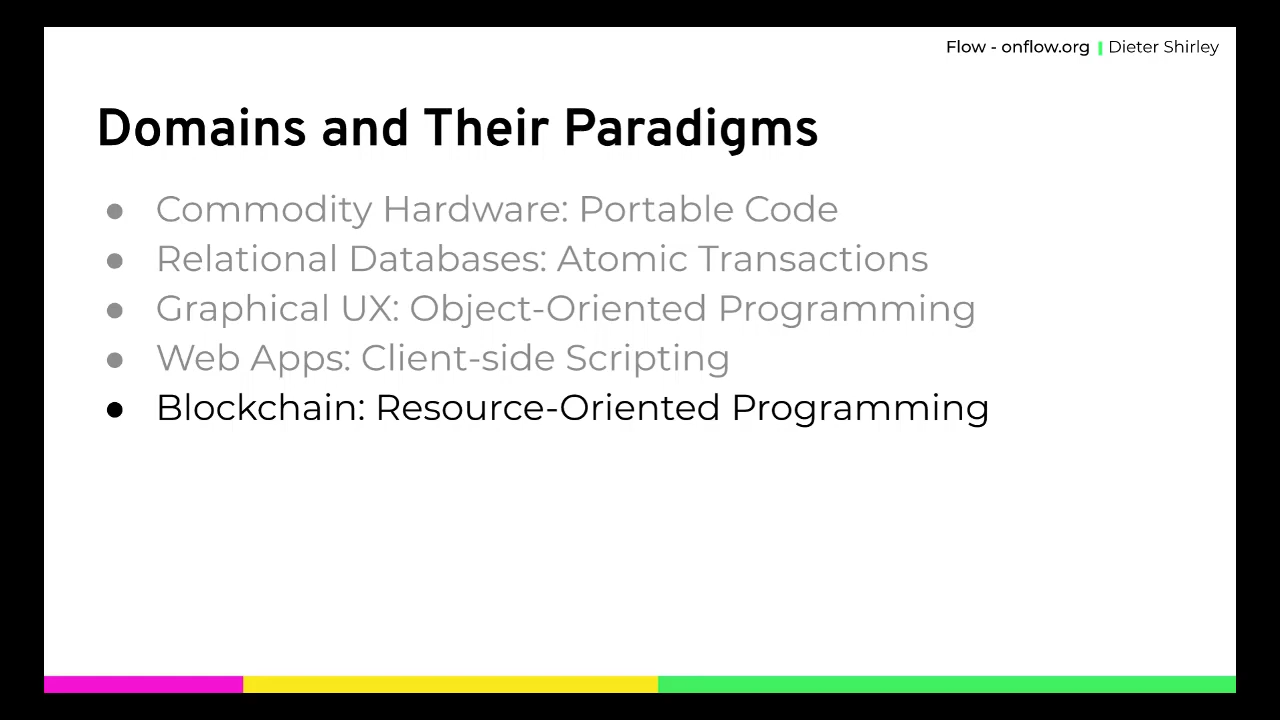 Flow - onflow.org | Dieter Shirley
Domains and Their Paradigms
● Commodity Hardware: Portable Code
● Relational Databases: Atomic Transactions
● Graphical UX: Object-Oriented Programming
● Web Apps: Client-side Scripting
● Blockchain: Resource-Oriented Programming